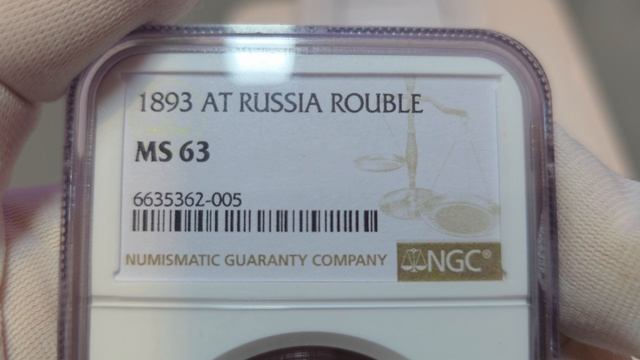 1893 AT RUSSIA ROUBLE
MS 63
6635362-005
NUMISMATIC GUARANTY COMPANY
NGC®